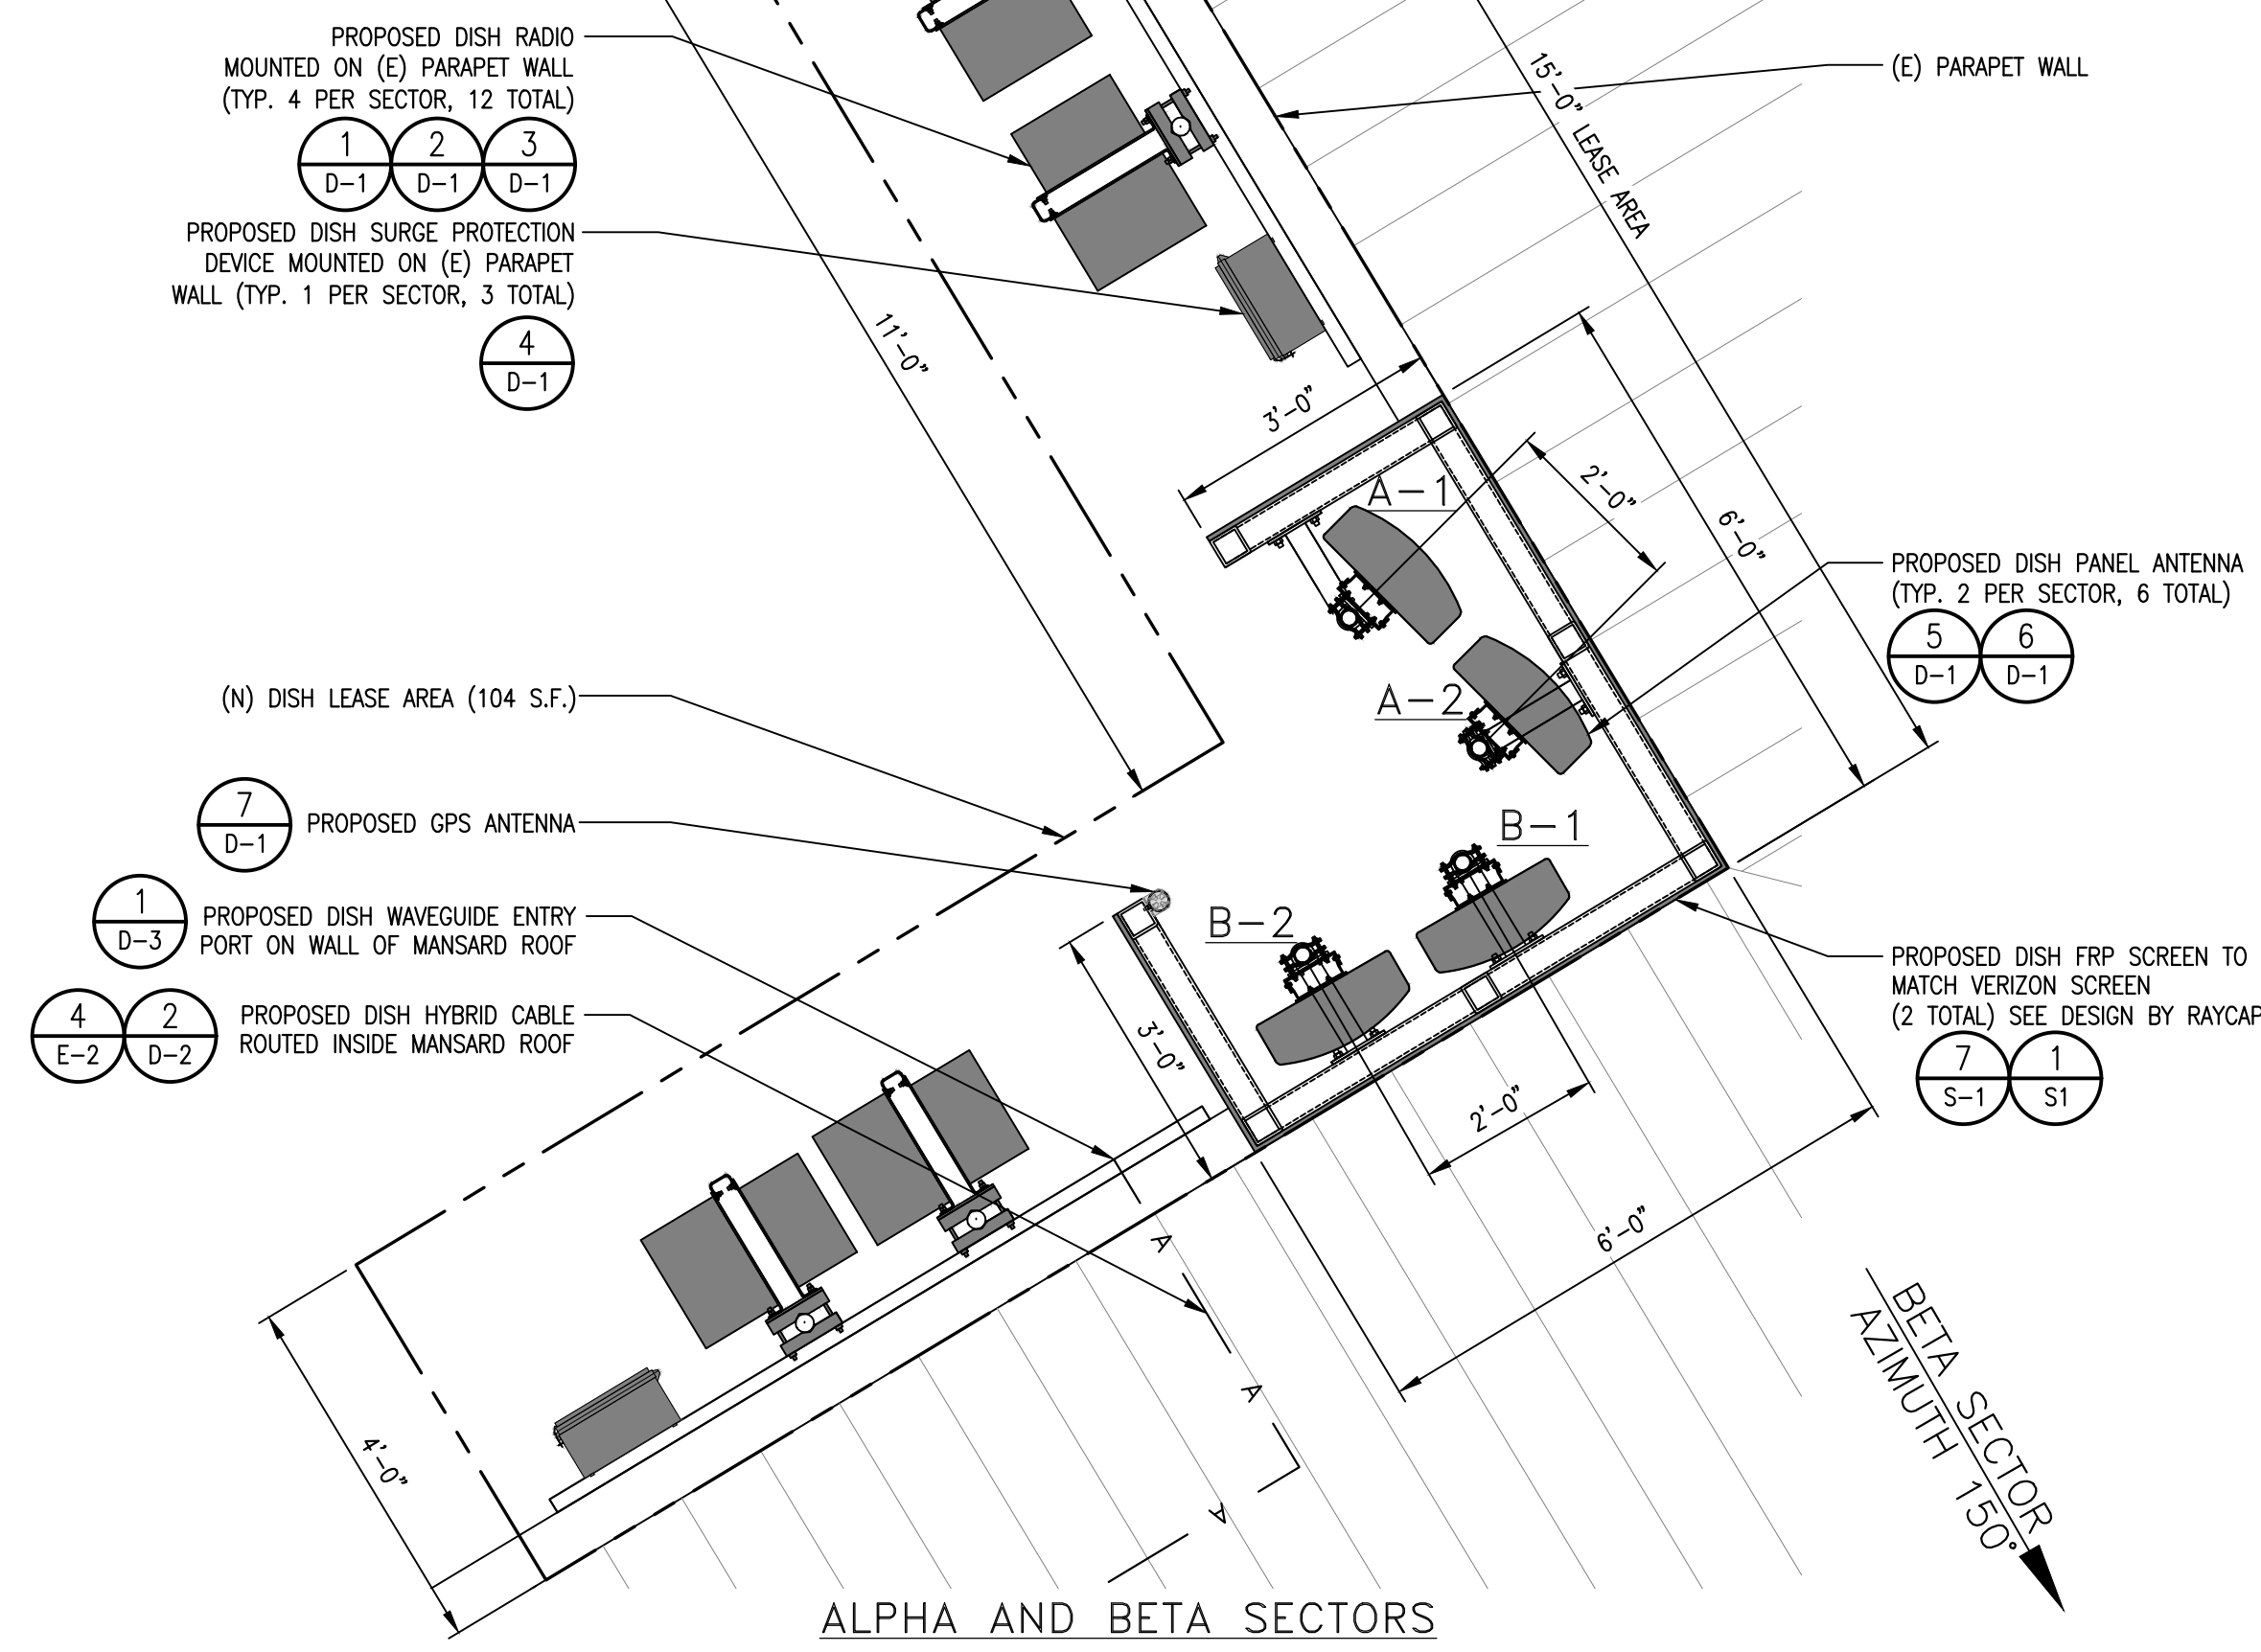 PROPOSED DISH RADIO
MOUNTED ON (E) PARAPET WALL
(TYP. 4 PER SECTOR, 12 TOTAL)
1
D-1
2
D-1
3
D-1
PROPOSED DISH SURGE PROTECTION
DEVICE MOUNTED ON (E) PARAPET
WALL (TYP. 1 PER SECTOR, 3 TOTAL)
4
D-1
11'-0"
15'-0" LEASE AREA
(E) PARAPET WALL
3'-0"
A-1
2'-0"
6'-0"
A-2
PROPOSED DISH PANEL ANTENNA
(TYP. 2 PER SECTOR, 6 TOTAL)
5
D-1
6
D-1
(N) DISH LEASE AREA (104 S.F.)
7
D-1
PROPOSED GPS ANTENNA
B-1
B-2
1
D-3
PROPOSED DISH WAVEGUIDE ENTRY
PORT ON WALL OF MANSARD ROOF
4
E-2
2
D-2
PROPOSED DISH HYBRID CABLE
ROUTED INSIDE MANSARD ROOF
PROPOSED DISH FRP SCREEN TO
MATCH VERIZON SCREEN
(2 TOTAL) SEE DESIGN BY RAYCAP
7
S-1
1
S1
3'-0"
2'-0"
6'-0"
A
A
A
4'-0"
BETA SECTOR
AZIMUTH 150°
ALPHA AND BETA SECTORS